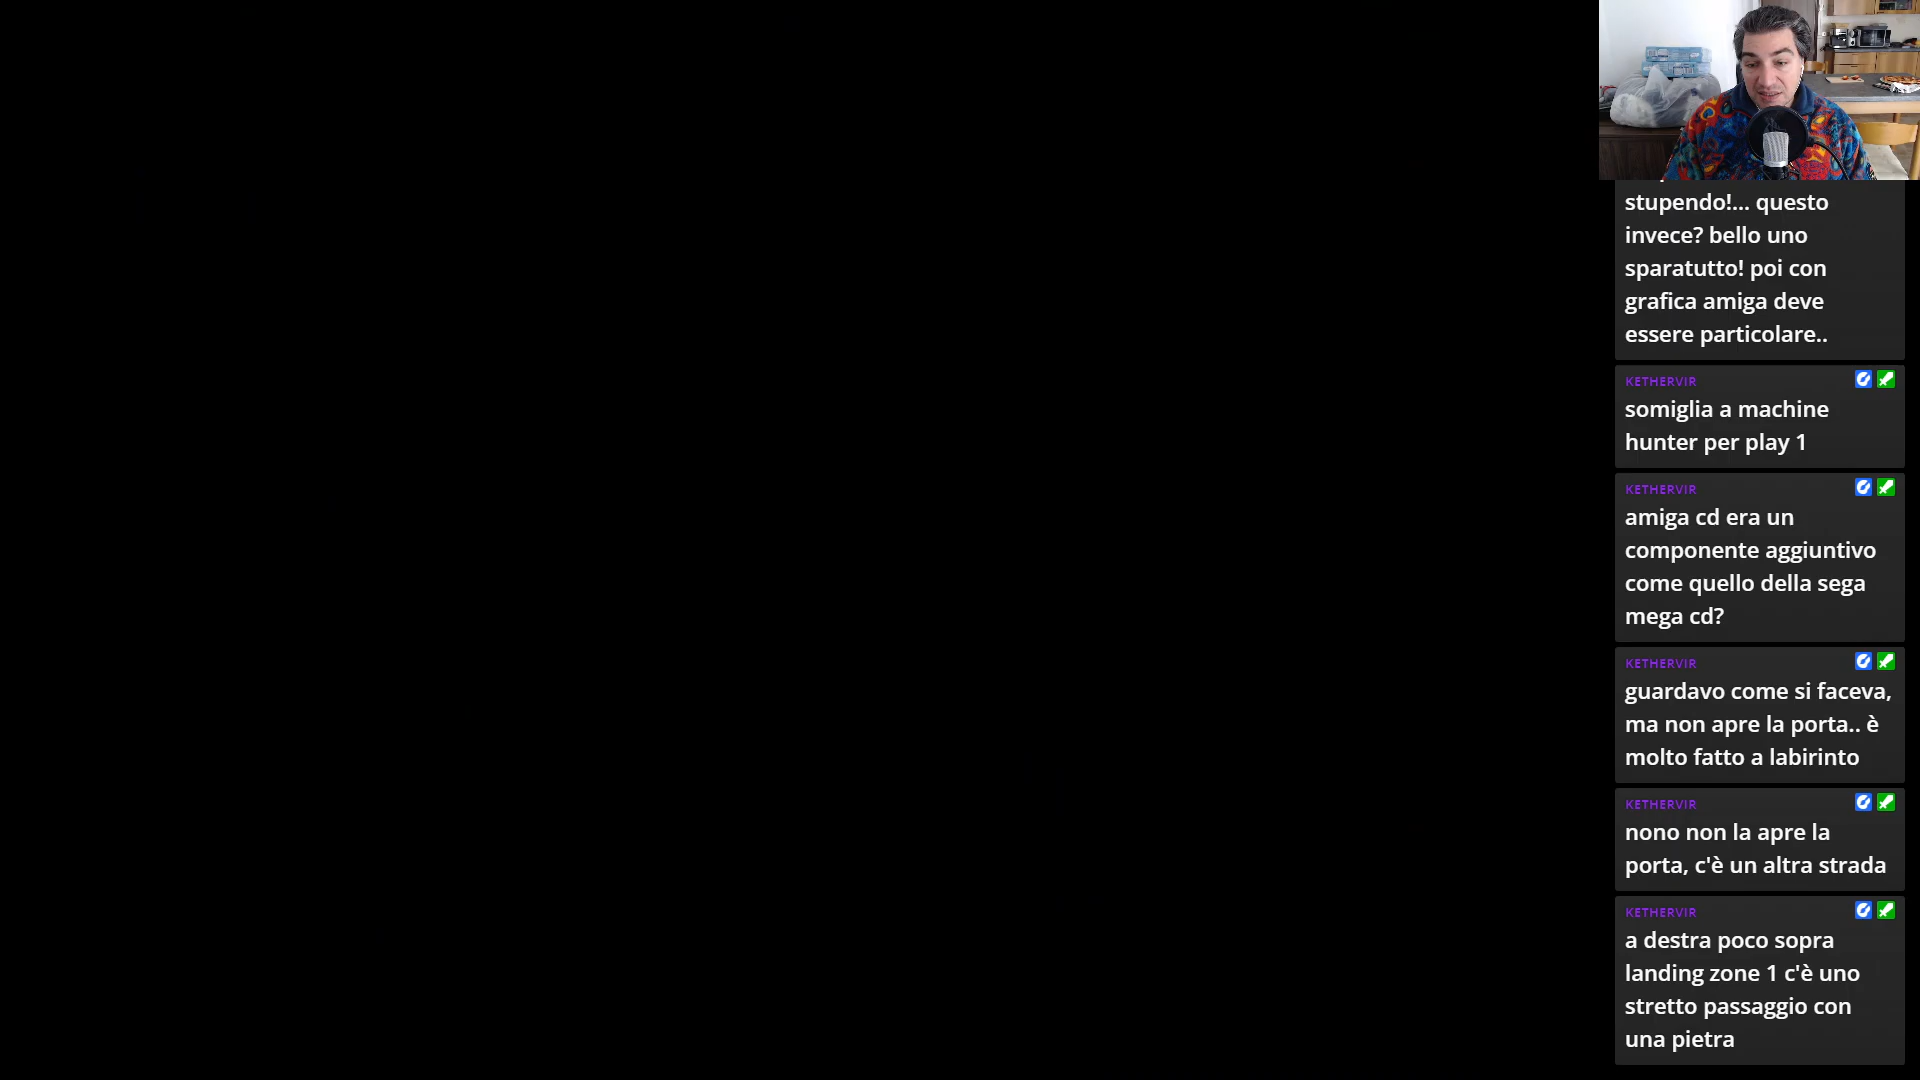 stupendo!... questo
invece? bello uno
sparatutto! poi con
grafica amiga deve
essere particolare..
KETHERVIR
somiglia a machine
hunter per play 1
KETHERVIR
amiga cd era un
componente aggiuntivo
come quello della sega
mega cd?
KETHERVIR
guardavo come si faceva,
ma non apre la porta.. è
molto fatto a labirinto
KETHERVIR
nono non la apre la
porta, c'è un altra strada
KETHERVIR
a destra poco sopra
landing zone 1 c'è uno
stretto passaggio con
una pietra